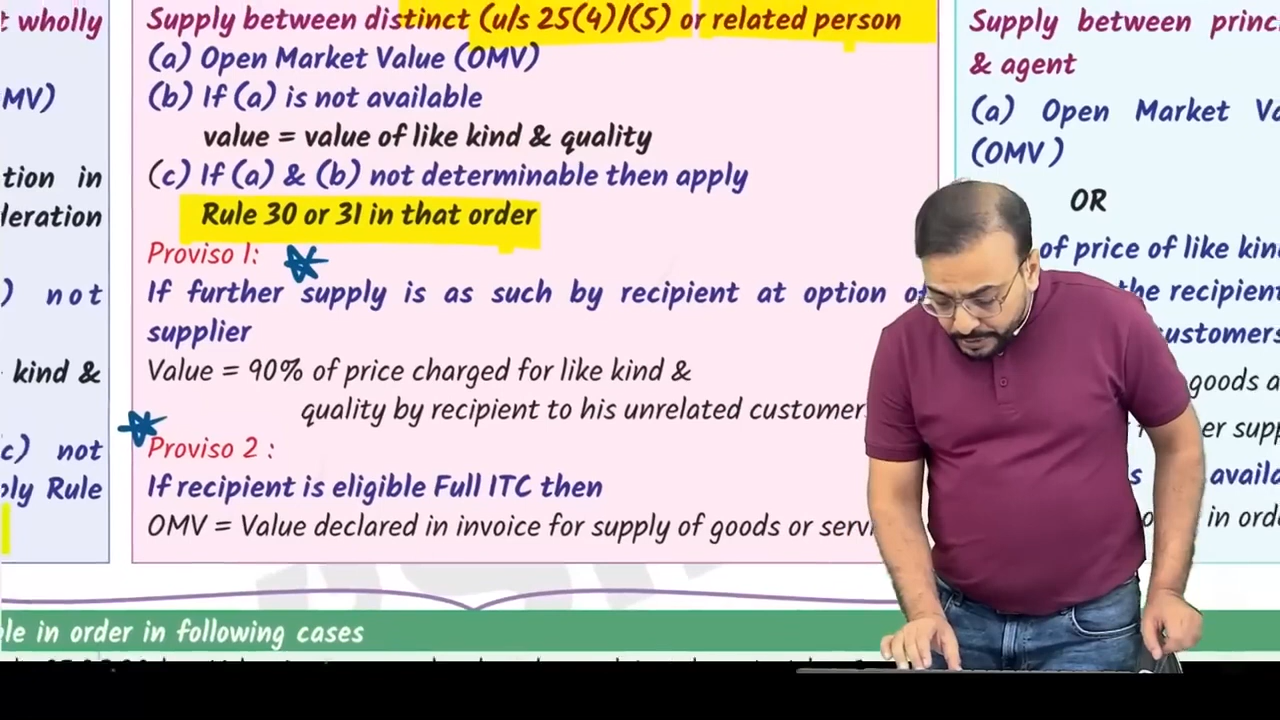 t wholly
MV)
tion in
deration
) not
kind &
c) not
ply Rule
Supply between distinct (u/s 25(4)/(5) or related person
(a) Open Market Value (OMV)
(b) If (a) is not available
value = value of like kind & quality
(c) If (a) & (b) not determinable then apply
Rule 30 or 31 in that order
Proviso 1:
If further supply is as such by recipient at option of
supplier
Value = 90% of price charged for like kind &
quality by recipient to his unrelated customer
Proviso 2 :
If recipient is eligible Full ITC then
OMV = Value declared in invoice for supply of goods or servi
Supply between princi
& agent
(a) Open Market Va
(OMV )
OR
of price of like kin
the recipient
ustomers
goods a
er supp
s availa
in orde
le in order in following cases